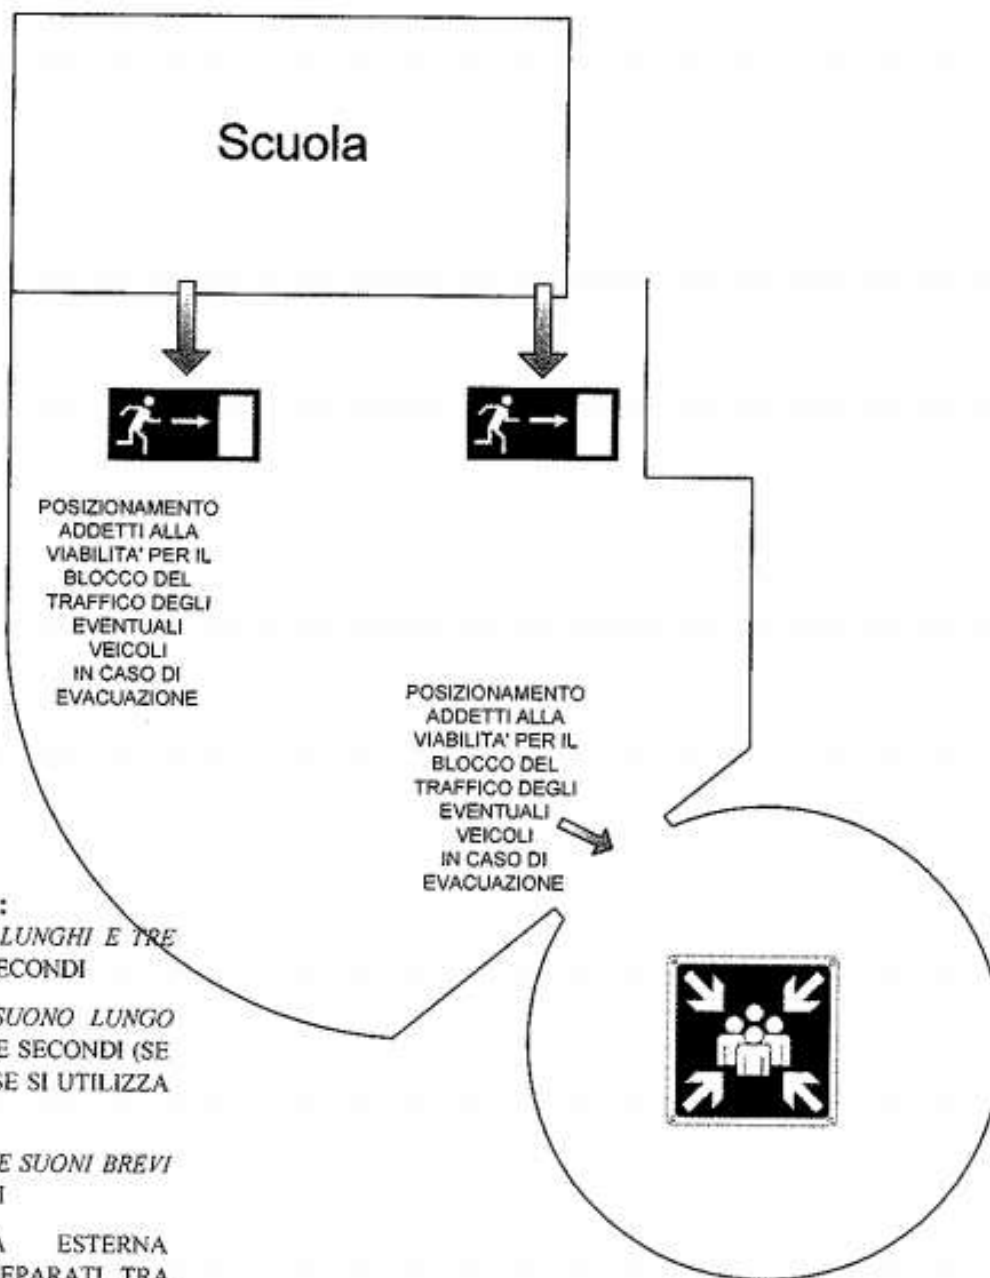 Scuola
POSIZIONAMENTO
ADDETTI ALLA
VIABILITA' PER IL
BLOCCO DEL
TRAFFICO DEGLI
EVENTUALI
VEICOLI
IN CASO DI
EVACUAZIONE
POSIZIONAMENTO
ADDETTI ALLA
VIABILITA' PER IL
BLOCCO DEL
TRAFFICO DEGLI
EVENTUALI
VEICOLI
IN CASO DI
EVACUAZIONE
:
LUNGHI E TRE
ECONDI
SUONO LUNGO
E SECONDI (SE
SE SI UTILIZZA
E SUONI BREVI
I
A ESTERNA
EPARATI TRA